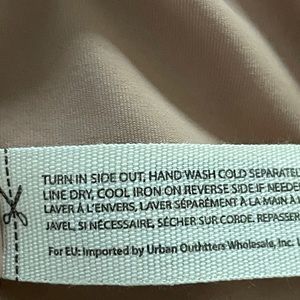 TURN IN SIDE OUT, HAND WASH COLD SEPARATEL
LINE DRY, COOL IRON ON REVERSE SIDE IF NEEDE
LAVER À L'ENVERS, LAVER SÉPARÉMENT À LA MAIN À
JAVEL, SI NÉCESSAIRE, SÉCHER SUR CORDE. REPASSER
For EU: Imported by Urban Outfitters Wholesale, Inc.